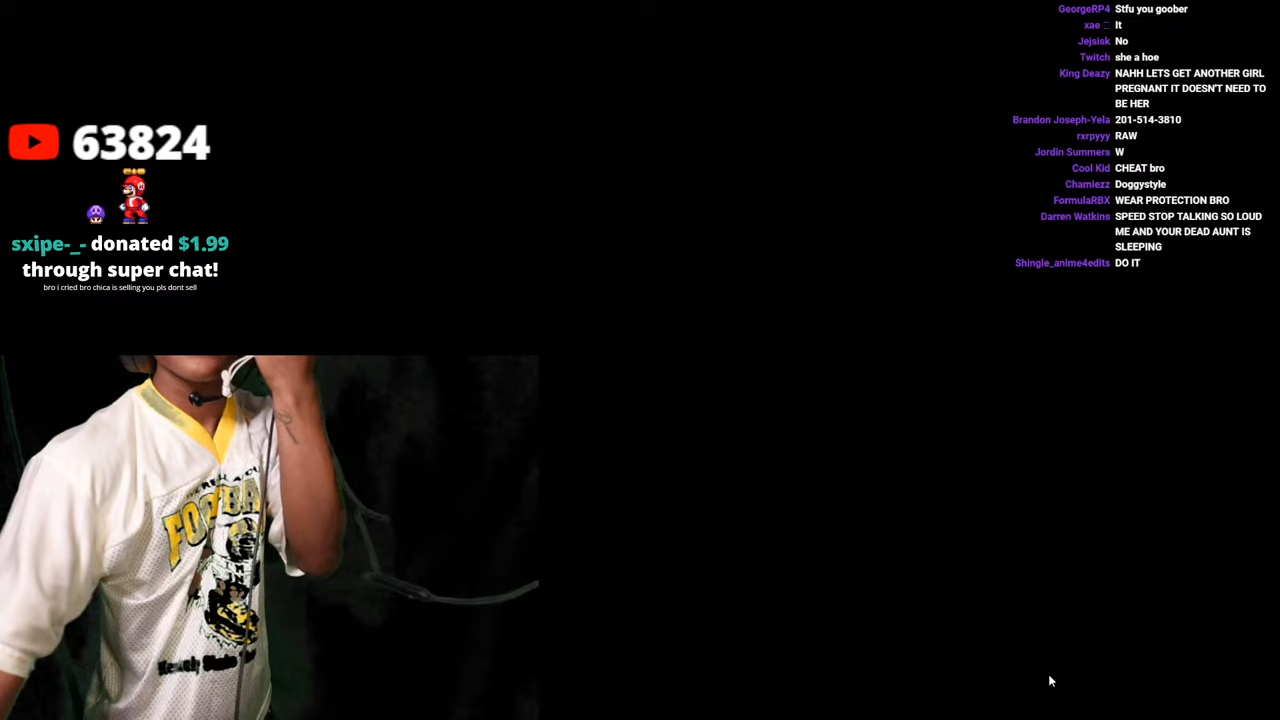 63824
sxipe-_- donated $1.99
through super chat!
bro i cried bro chica is selling you pls dont sell
GeorgeRP4 Stfu you goober
xae It
Jejsisk No
Twitch she a hoe
King Deazy NAHH LETS GET ANOTHER GIRL
PREGNANT IT DOESN'T NEED TO
BE HER
Brandon Joseph-Yela 201-514-3810
rxrpyyy RAW
Jordin Summers W
Cool Kid CHEAT bro
Chamiezz Doggystyle
FormulaRBX WEAR PROTECTION BRO
Darren Watkins SPEED STOP TALKING SO LOUD
ME AND YOUR DEAD AUNT IS
SLEEPING
Shingle_anime4edits DO IT
I'M
IN